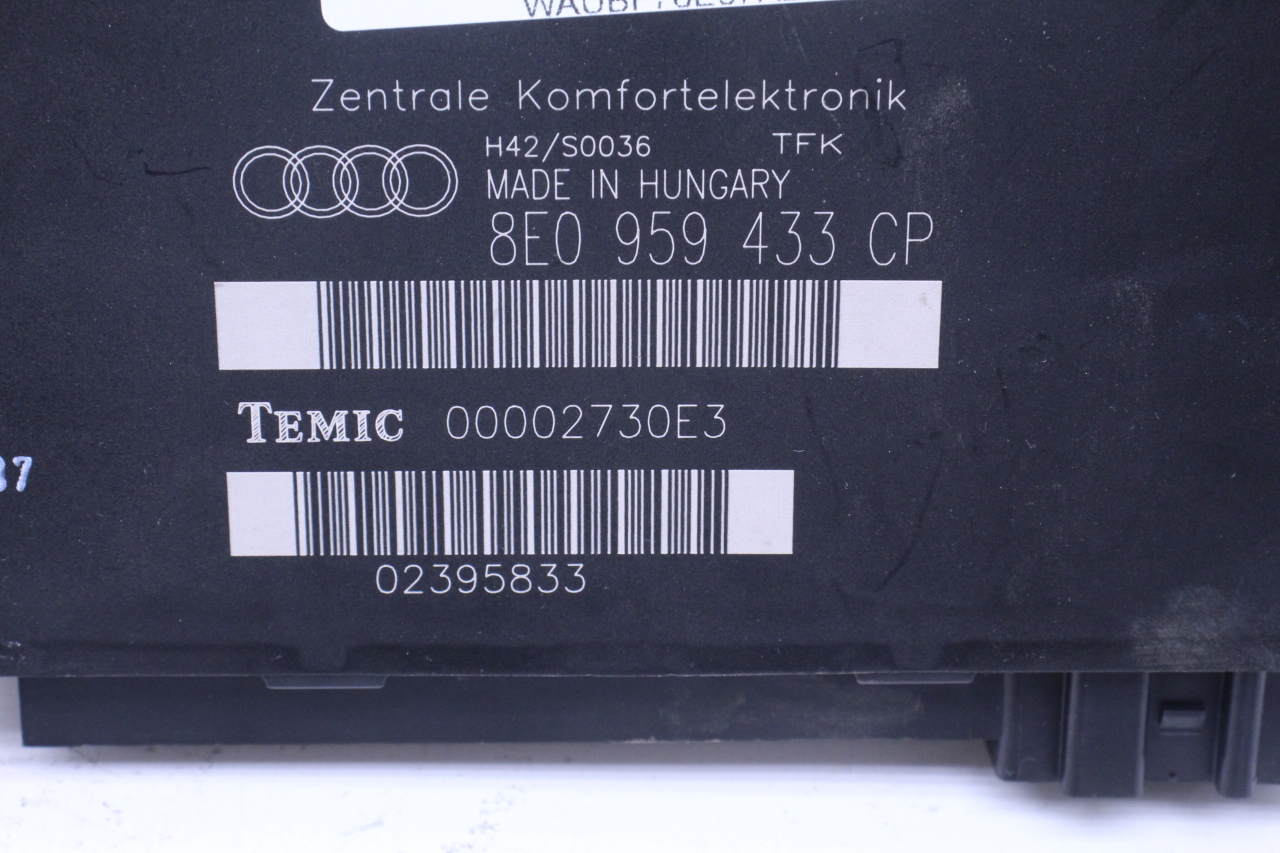 Zentrale Komfortelektronik
H42/S0036 TFK
MADE IN HUNGARY
8E0 959 433 CP
TEMIC 00002730E3
02395833